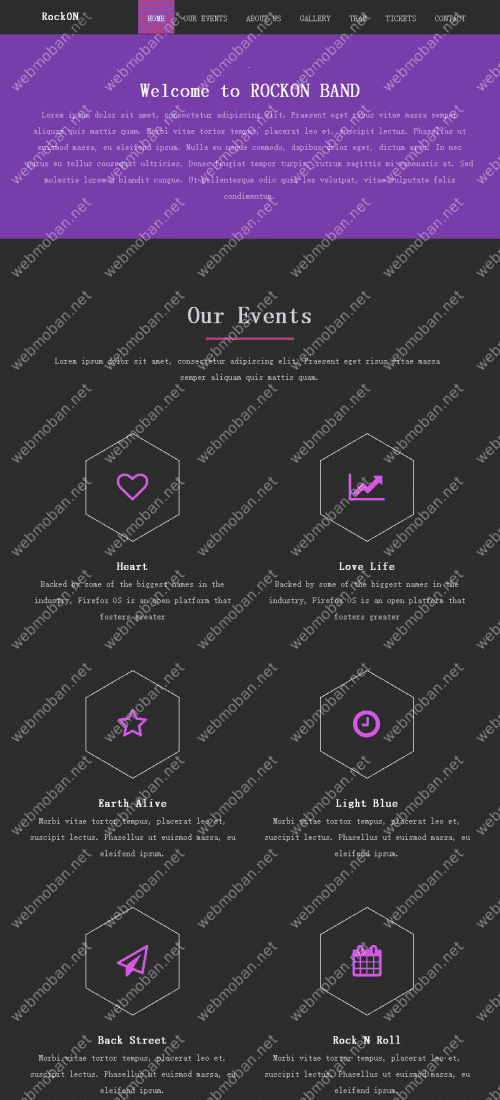 RockON
HOME OUR EVENTS ABOUT US GALLERY TEAM TICKETS CONTACT
Welcome to ROCKON BAND
Lorem ipsum dolor sit amet, consectetur adipiscing elit. Praesent eget risus vitae massa semper
aliquam quis mattis quam. Morbi vitae tortor tempus, placerat leo et, suscipit lectus. Phasellus ut
euismod massa, eu eleifend ipsum. Nulla eu neque commodo, dapibus dolor eget, dictum arcu. In nec
purus eu tellus consequat ultricies. Donec feugiat tempor turpis, rutrum sagittis mi venenatis at. Sed
molestie lorem a blandit congue. Ut pellentesque odio quis leo volutpat, vitae vulputate felis
condimentum.
Our Events
Lorem ipsum dolor sit amet, consectetur adipiscing elit. Praesent eget risus vitae massa
semper aliquam quis mattis quam.
Heart
Backed by some of the biggest names in the
industry, Firefox OS is an open platform that
fosters greater
Love Life
Backed by some of the biggest names in the
industry, Firefox OS is an open platform that
fosters greater
Earth Alive
Morbi vitae tortor tempus, placerat leo et,
suscipit lectus. Phasellus ut euismod massa, eu
eleifend ipsum.
Light Blue
Morbi vitae tortor tempus, placerat leo et,
suscipit lectus. Phasellus ut euismod massa, eu
eleifend ipsum.
Back Street
Morbi vitae tortor tempus, placerat leo et,
suscipit lectus. Phasellus ut euismod massa, eu
eleifend ipsum.
Rock N Roll
Morbi vitae tortor tempus, placerat leo et,
suscipit lectus. Phasellus ut euismod massa, eu
eleifend ipsum.
webmoban.net